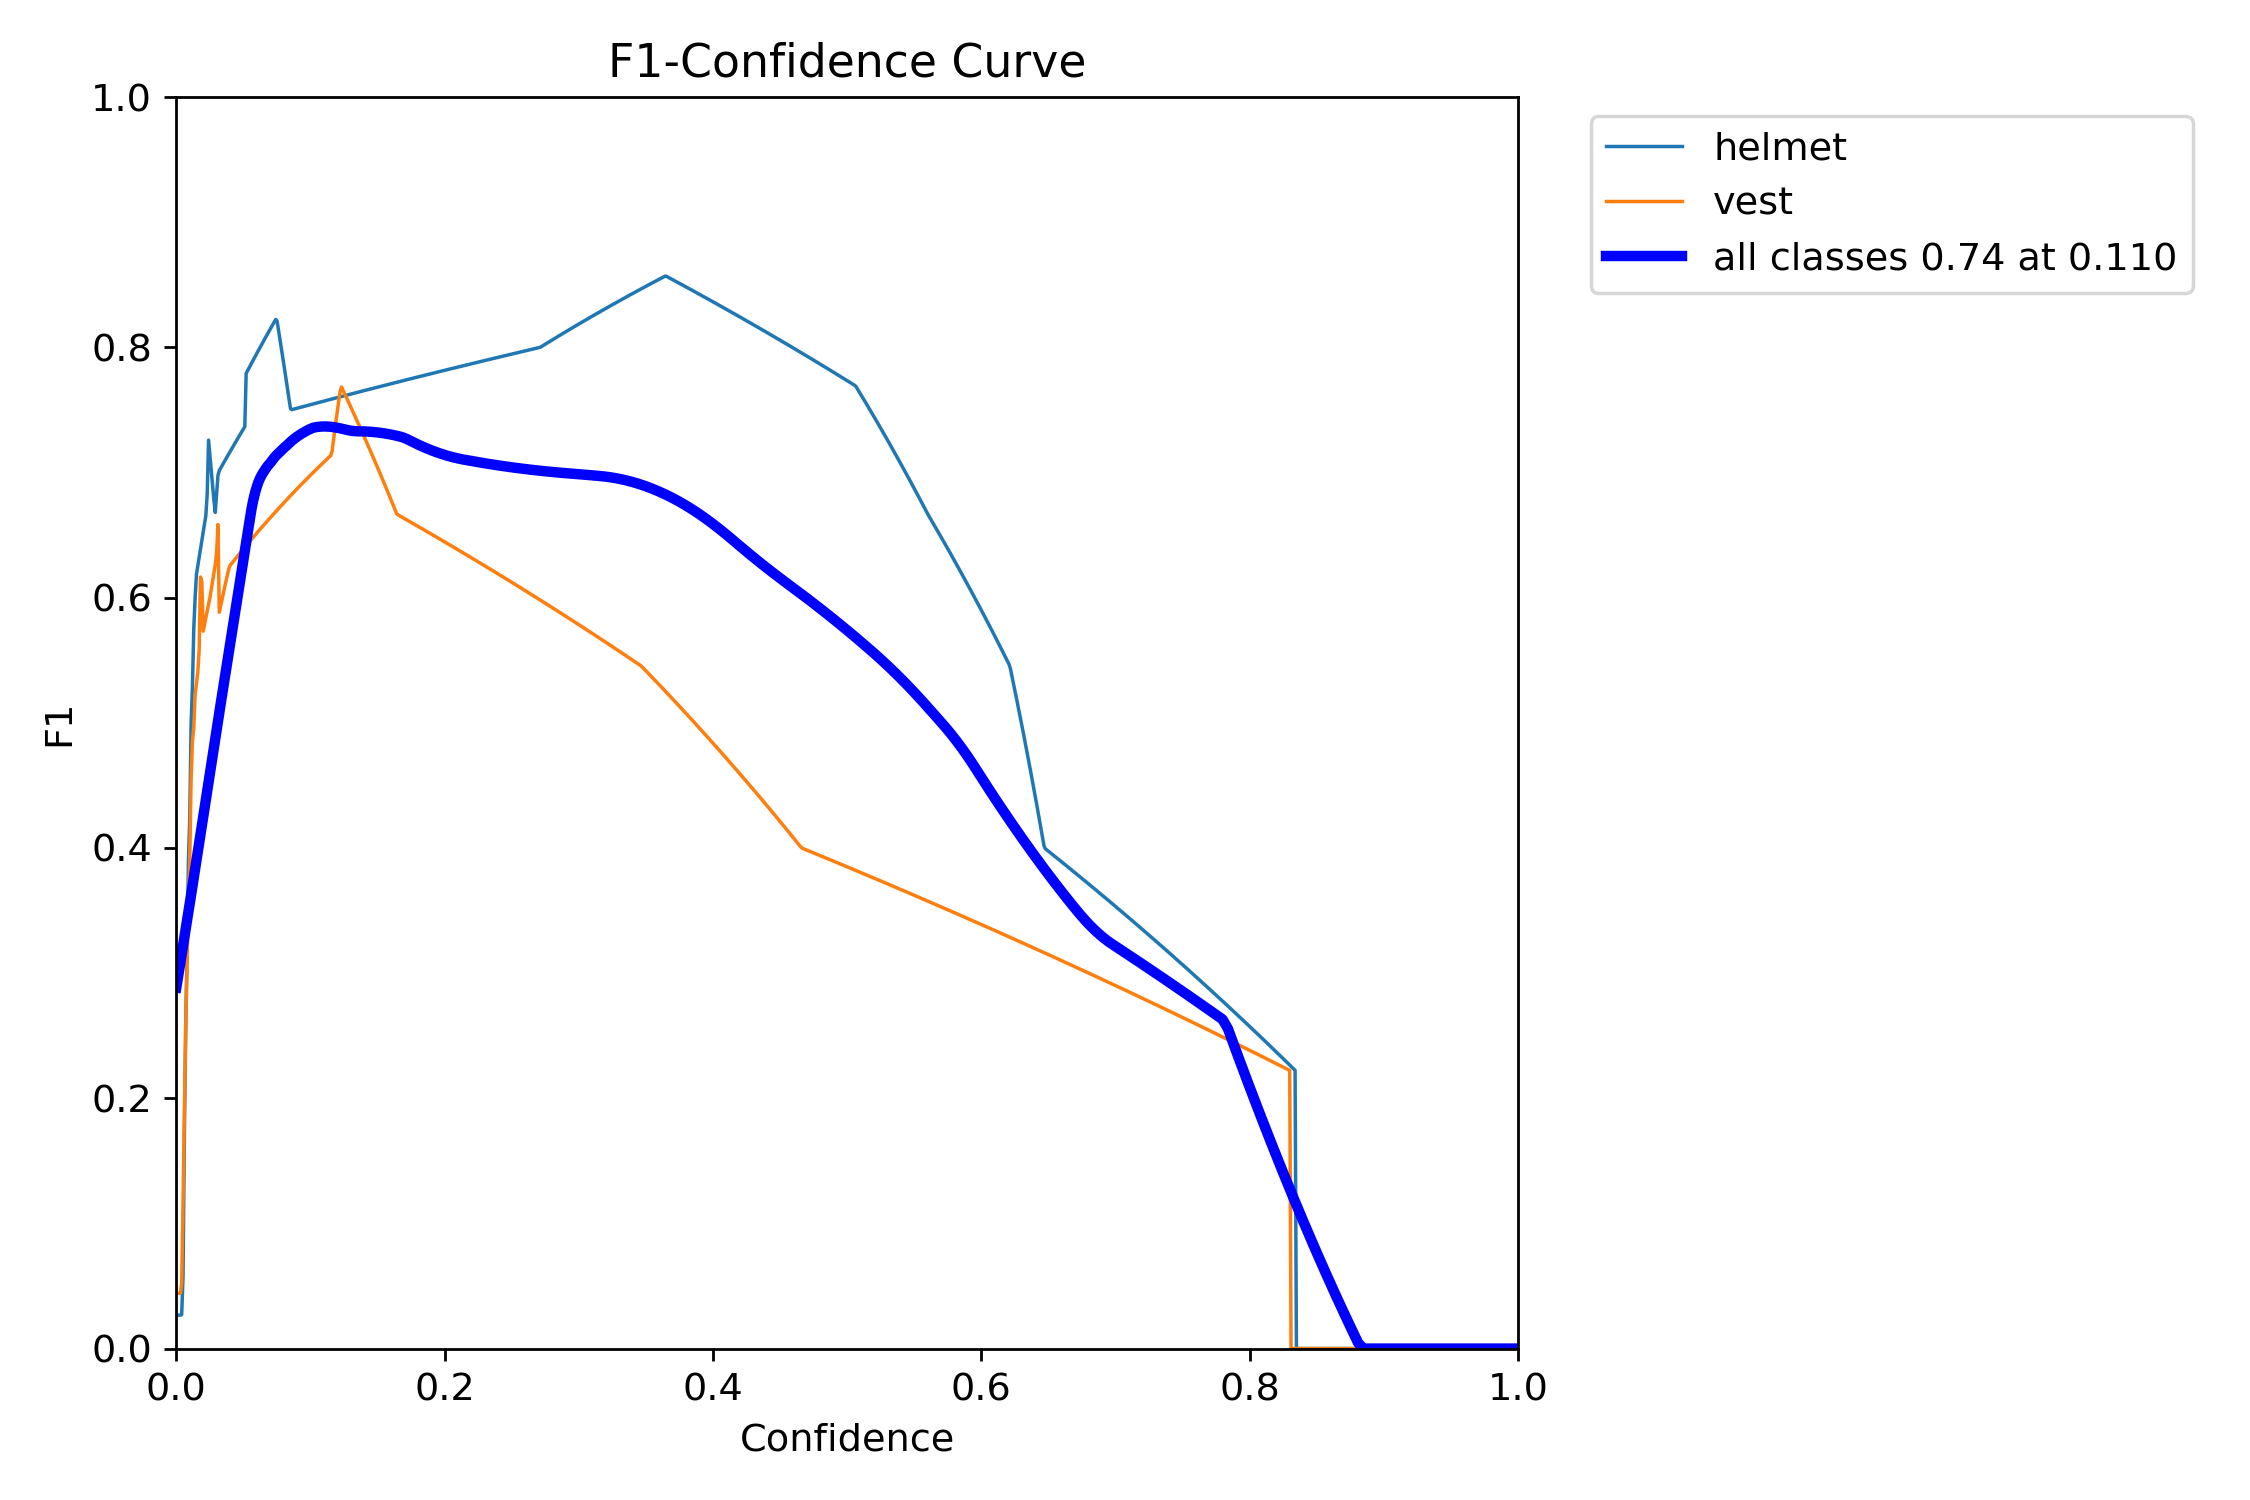 F1-Confidence Curve
1.0
0.8
0.6
0.4
0.2
0.0
F1
0.0 0.2 0.4 0.6 0.8 1.0
Confidence
helmet
vest
all classes 0.74 at 0.110